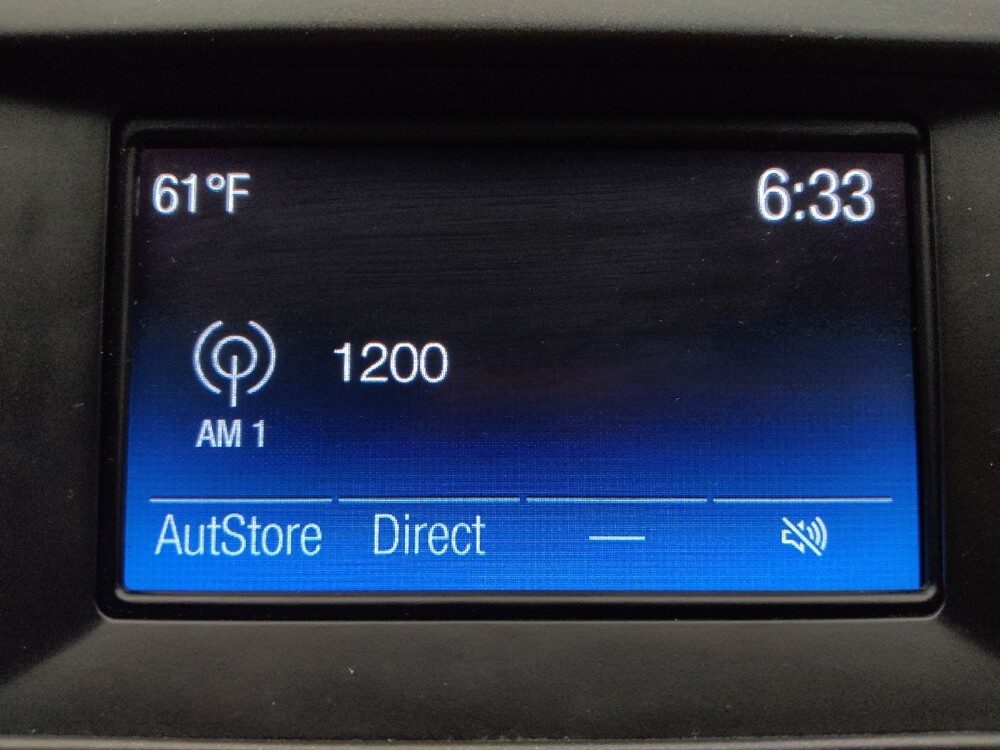 61°F 6:33
1200
AM 1
AutStore Direct —